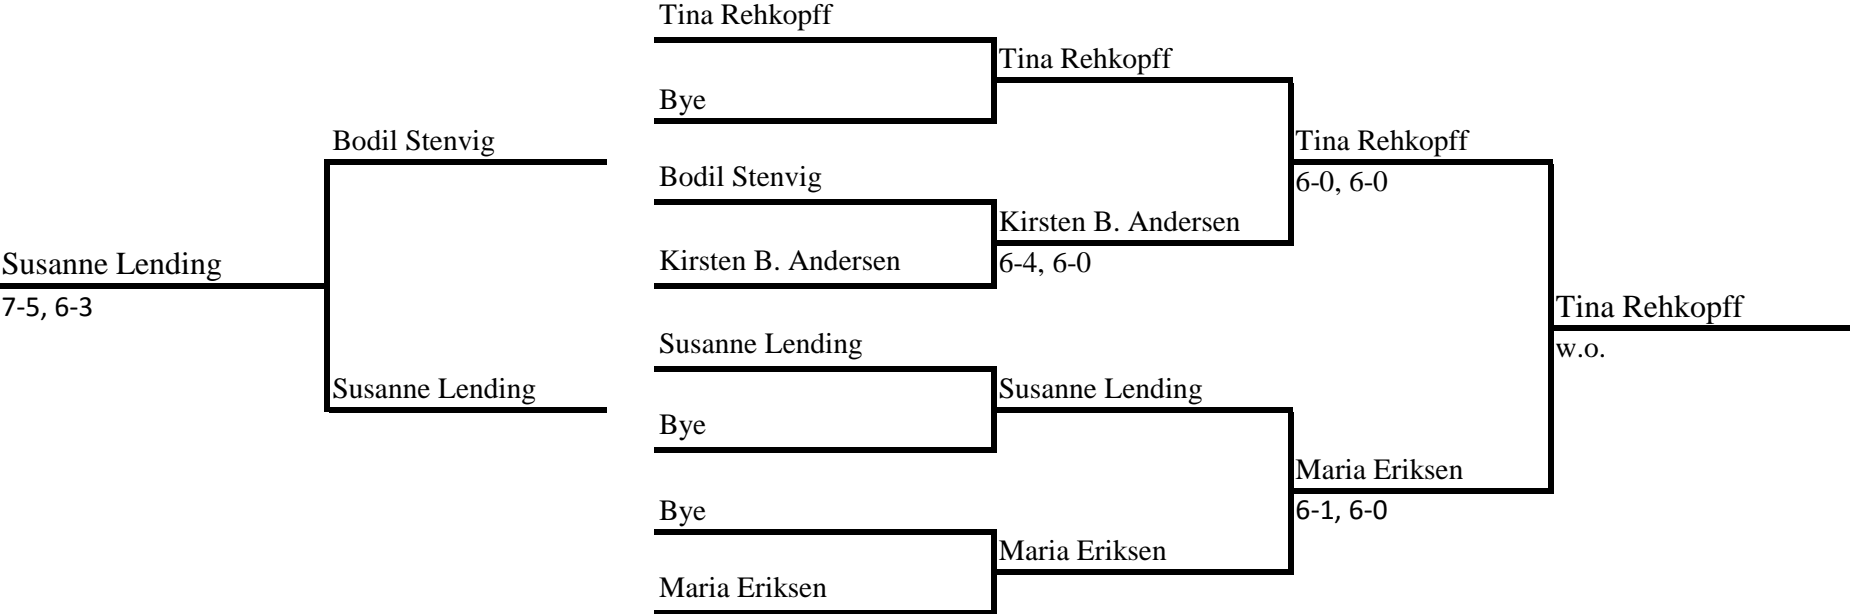 Tina Rehkopff
Tina Rehkopff
Bye
Bodil Stenvig
Tina Rehkopff
Bodil Stenvig
6-0, 6-0
Kirsten B. Andersen
Susanne Lending
Kirsten B. Andersen
6-4, 6-0
7-5, 6-3
Tina Rehkopff
Susanne Lending
w.o.
Susanne Lending
Susanne Lending
Bye
Maria Eriksen
Bye
6-1, 6-0
Maria Eriksen
Maria Eriksen